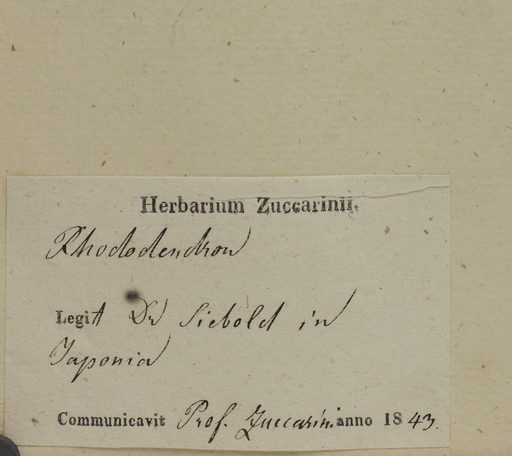 Herbarium Zuccarinii.
Rhododendron
Legit Dr Siebold in
Japonia
Communicavit Prof. Zuccarini anno 1843.